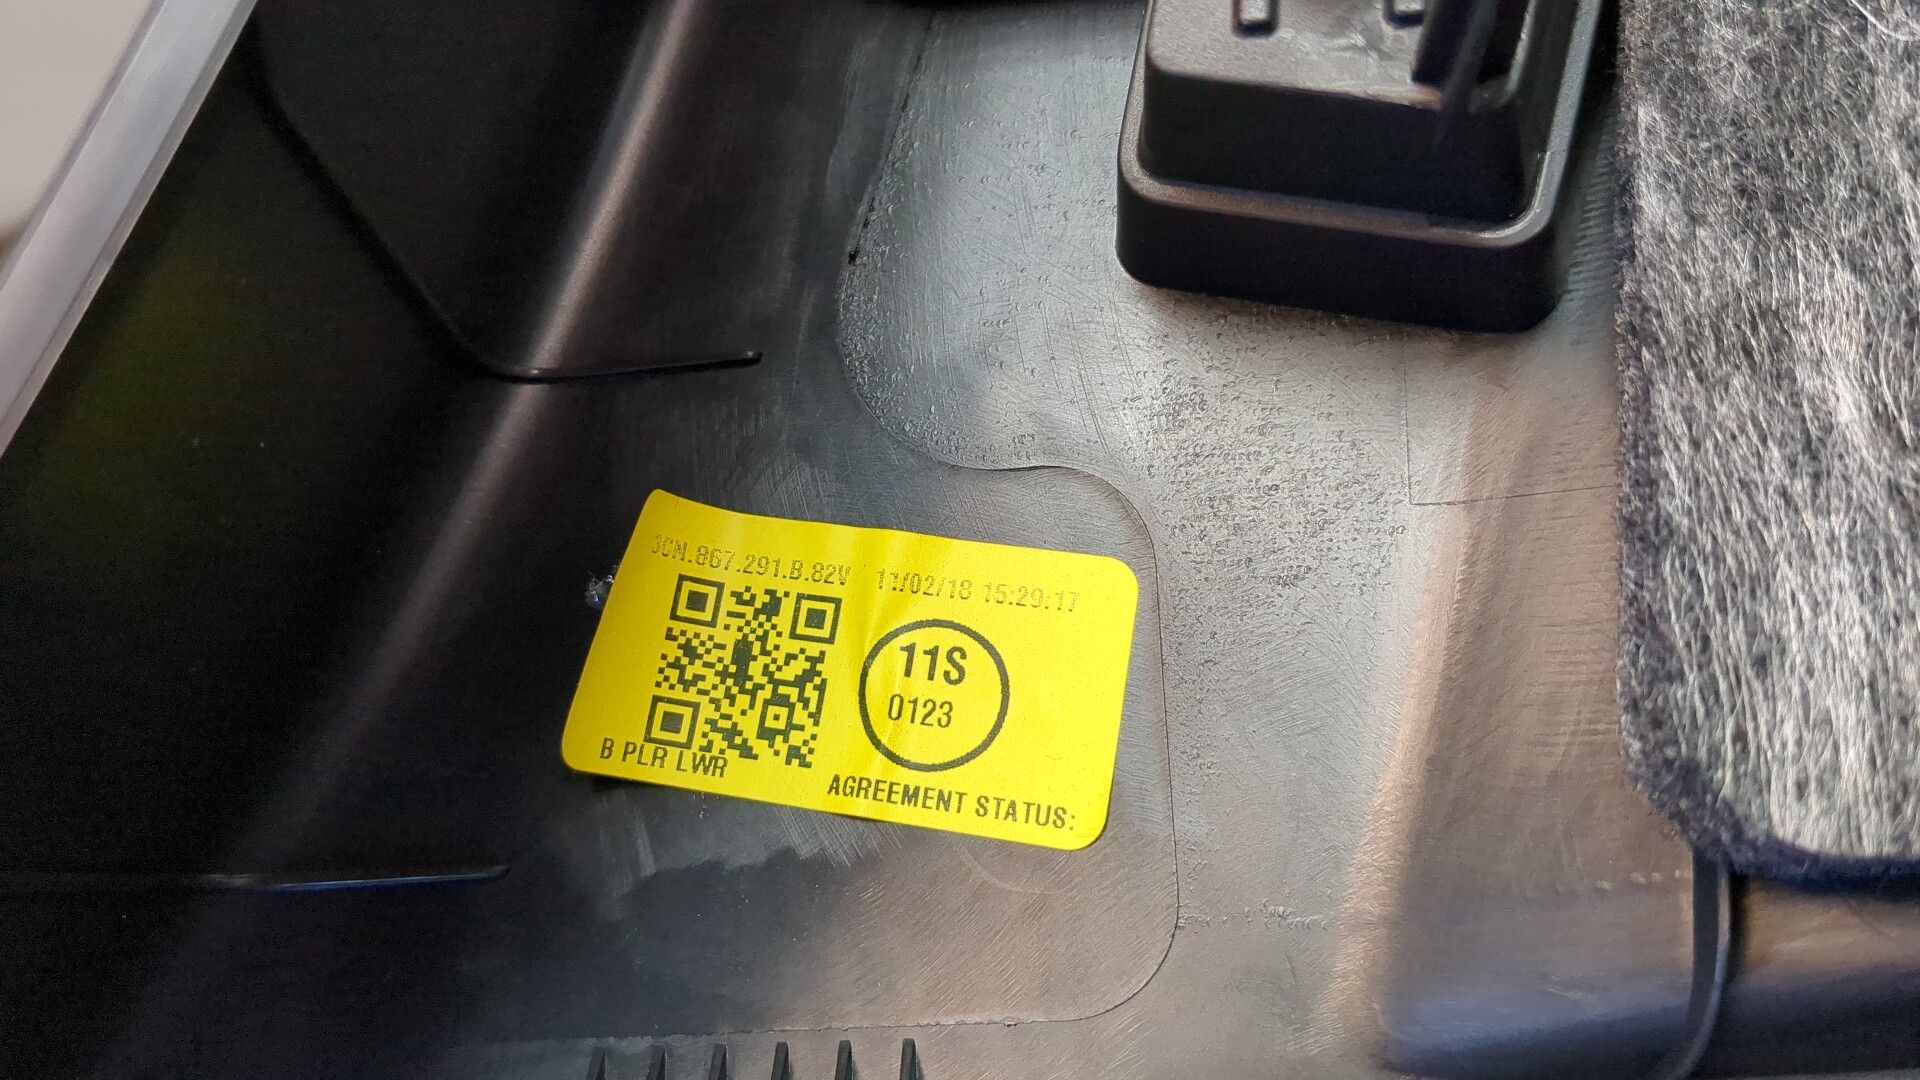 3CN.867.291.B.82V 11/02/18 15:29:17
11S
0123
B PLR LWR
AGREEMENT STATUS: